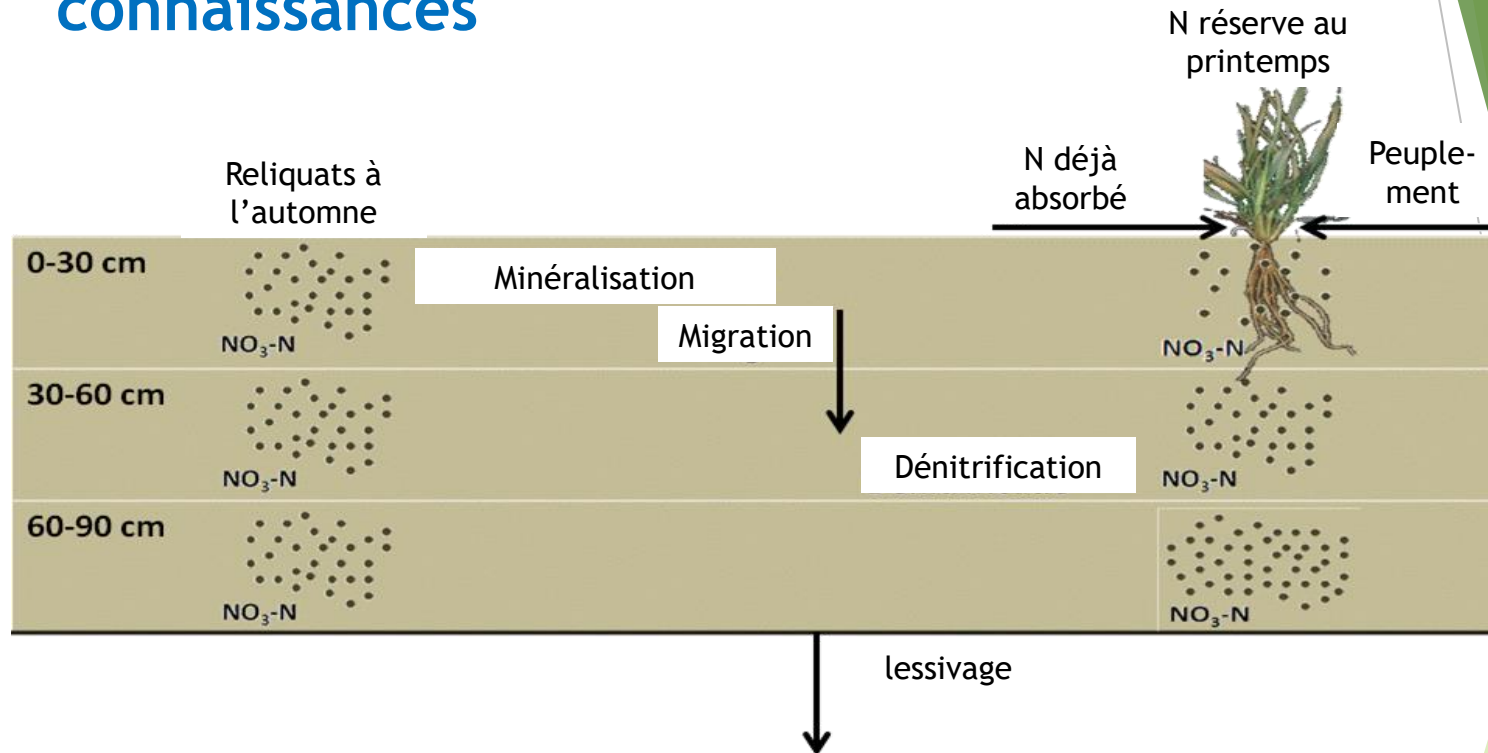 connaissances
N réserve au
printemps
Reliquats à
l’automne
N déjà
absorbé
Peuple-
ment
0-30 cm
Minéralisation
Migration
NO₃-N
NO₃-N
30-60 cm
Dénitrification
NO₃-N
NO₃-N
60-90 cm
NO₃-N
NO₃-N
lessivage